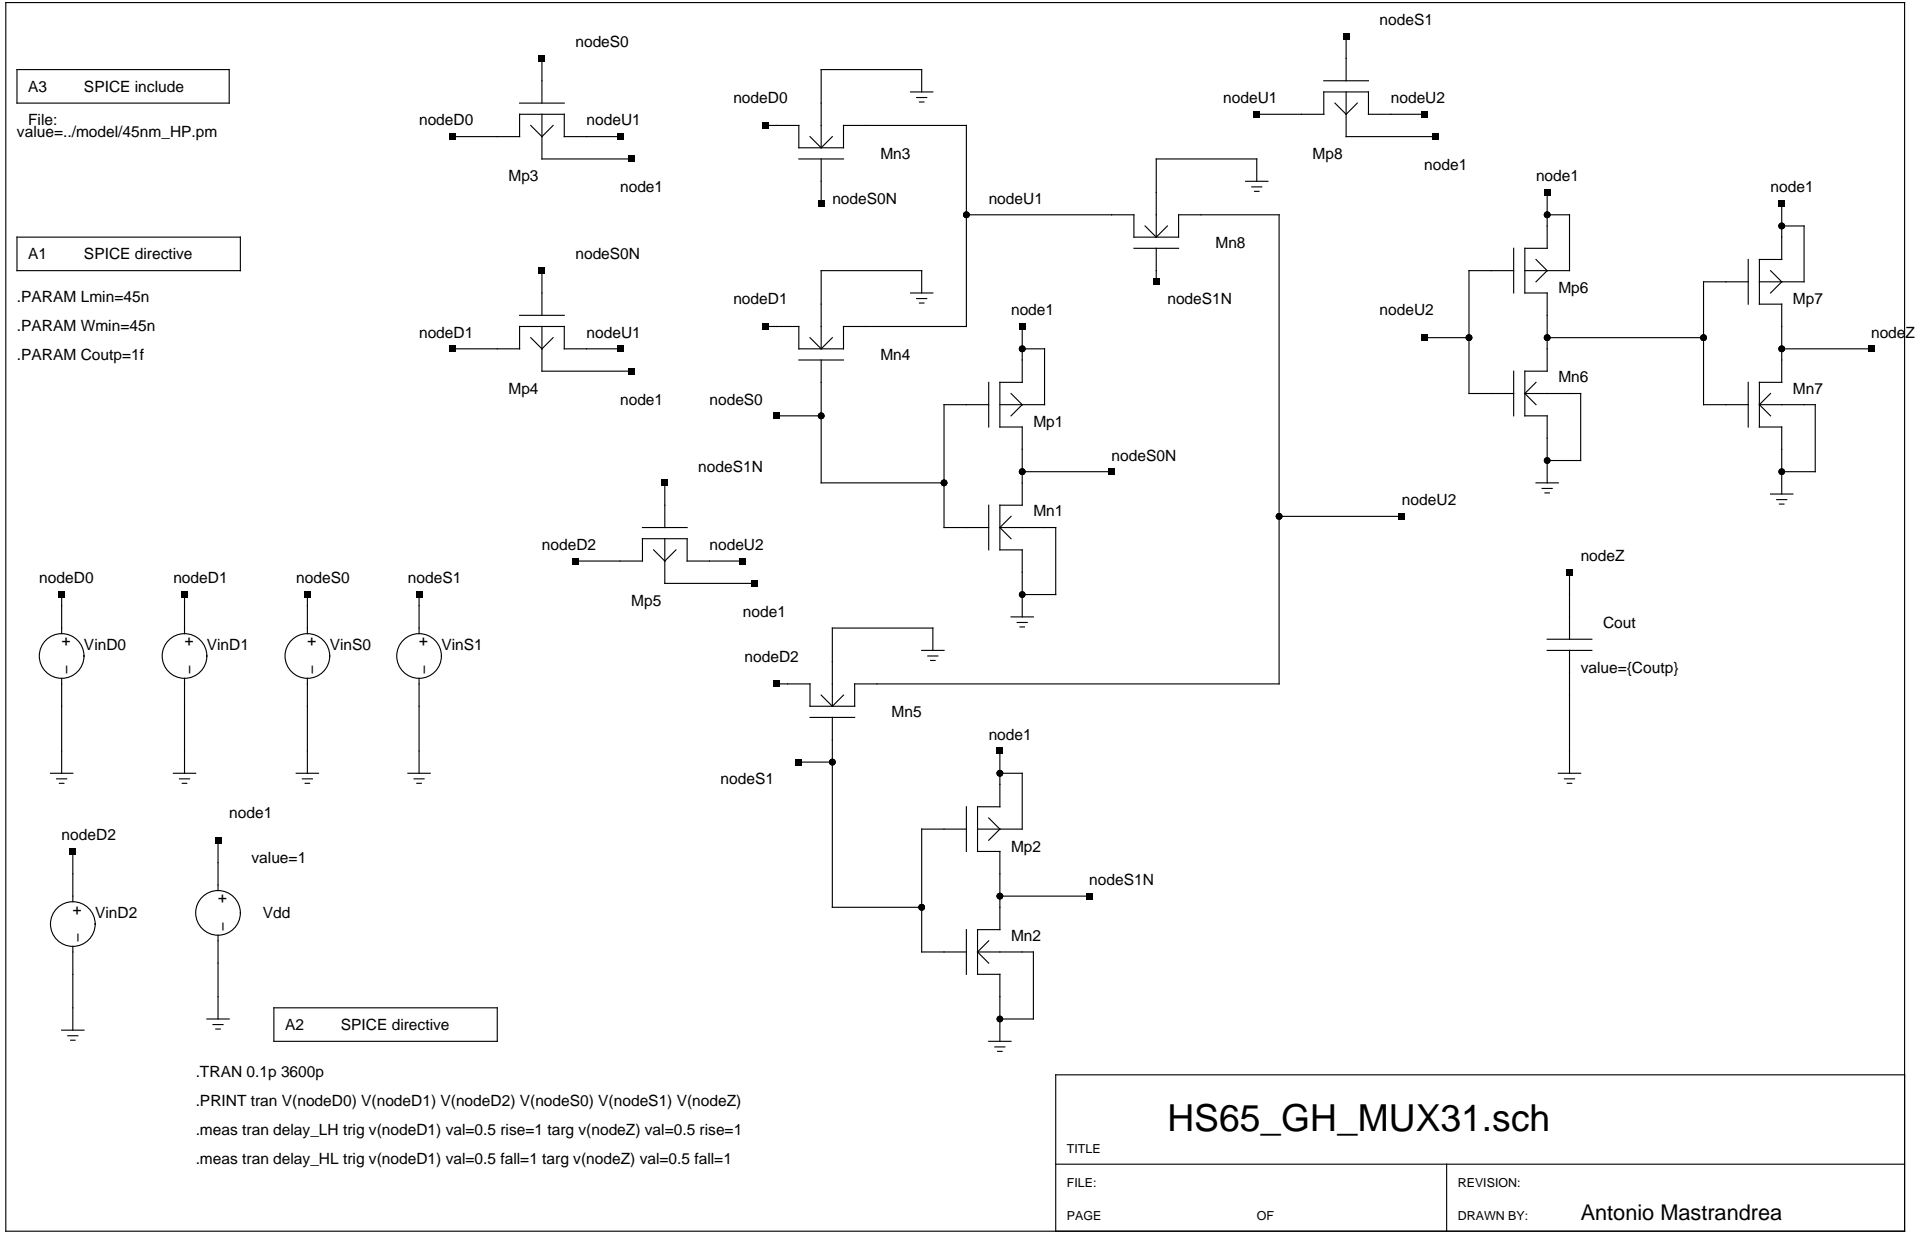 nodeS0
nodeS1
A3 SPICE include
File:
value=../model/45nm_HP.pm
nodeD0
nodeU1
Mp3
node1
nodeD0
Mn3
nodeS0N
nodeU1
nodeU2
Mp8
node1
nodeU1
Mn8
nodeS1N
node1
Mp6
nodeU2
Mn6
node1
Mp7
nodeZ
Mn7
A1 SPICE directive
.PARAM Lmin=45n
.PARAM Wmin=45n
.PARAM Coutp=1f
nodeS0N
nodeD1
nodeU1
Mp4
node1
nodeD1
Mn4
nodeS0
node1
Mp1
nodeS0N
Mn1
nodeS1N
nodeD2
nodeU2
Mp5
node1
nodeU2
nodeD0
VinD0
nodeD1
VinD1
nodeS0
VinS0
nodeS1
VinS1
nodeD2
Mn5
nodeS1
node1
Mp2
nodeS1N
Mn2
nodeZ
Cout
value={Coutp}
nodeD2
VinD2
node1
value=1
Vdd
A2 SPICE directive
.TRAN 0.1p 3600p
.PRINT tran V(nodeD0) V(nodeD1) V(nodeD2) V(nodeS0) V(nodeS1) V(nodeZ)
.meas tran delay_LH trig v(nodeD1) val=0.5 rise=1 targ v(nodeZ) val=0.5 rise=1
.meas tran delay_HL trig v(nodeD1) val=0.5 fall=1 targ v(nodeZ) val=0.5 fall=1
HS65_GH_MUX31.sch
TITLE
FILE:
REVISION:
PAGE OF
DRAWN BY: Antonio Mastrandrea